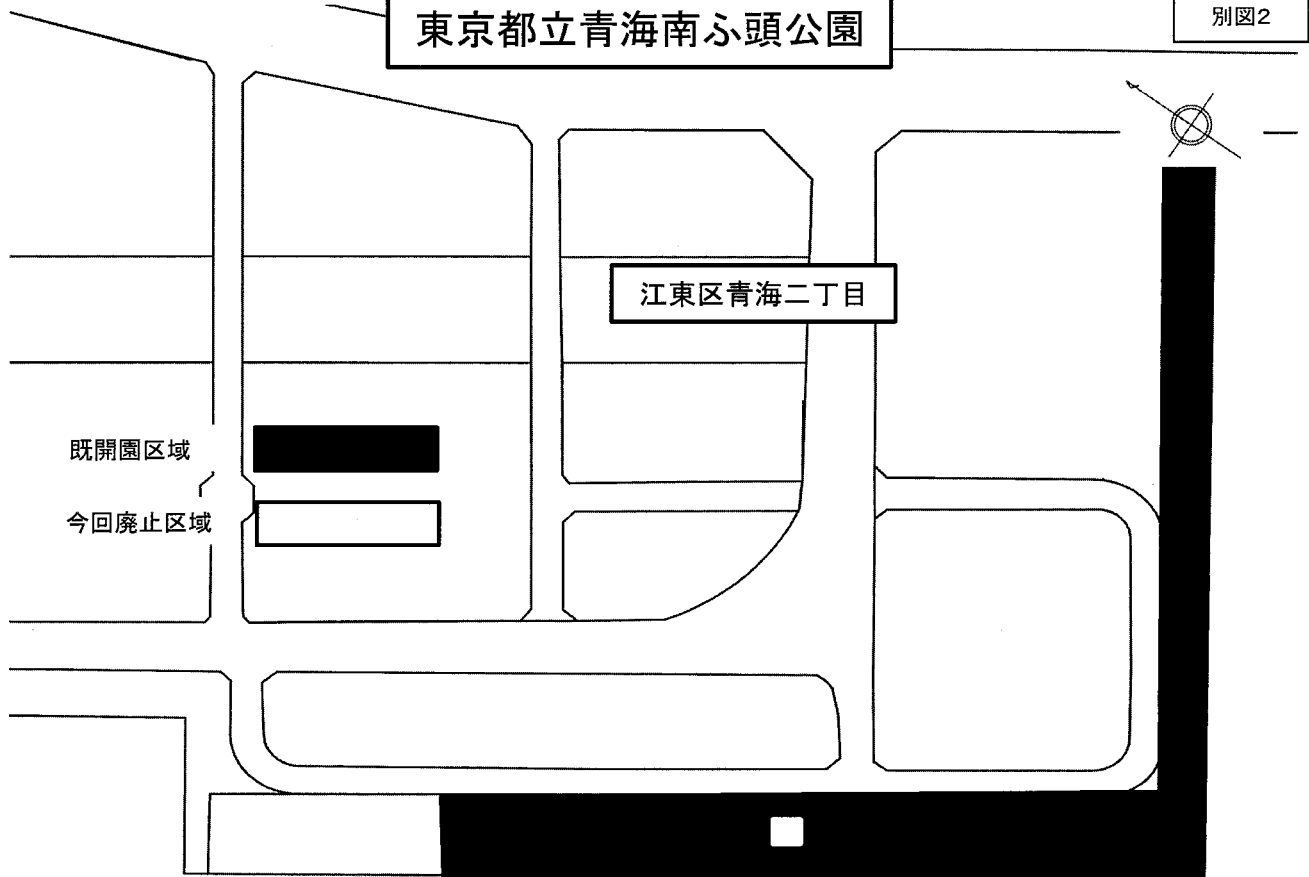 東京都立青海南ふ頭公園
別図2
江東区青海二丁目
既開園区域
今回廃止区域